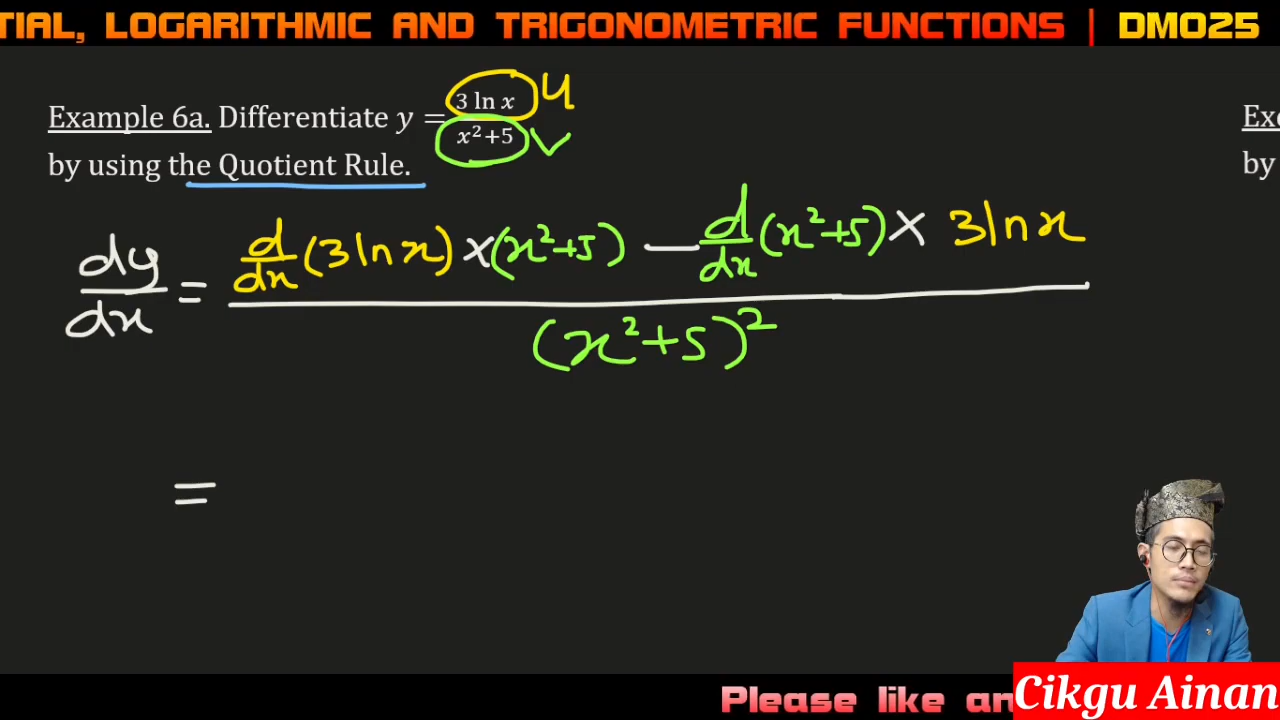 TIAL, LOGARITHMIC AND TRIGONOMETRIC FUNCTIONS | DM025
Example 6a. Differentiate y = 3 ln x / x²+5 u v
by using the Quotient Rule.
Exe
by
dy/dx = d/dx (3 ln x) × (x²+5) — d/dx (x²+5) × 3 ln x
(x²+5)²
=
Please like an
Cikgu Ainan